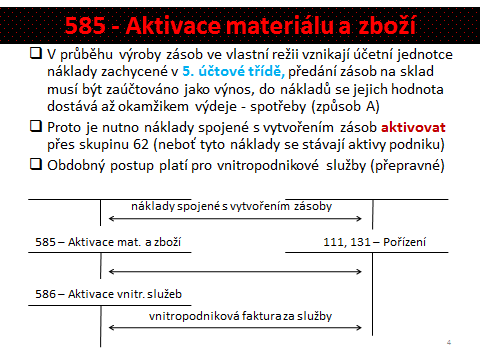 585 - Aktivace materiálu a zboží
❑ V průběhu výroby zásob ve vlastní režii vznikají účetní jednotce
náklady zachycené v 5. účtové třídě, předání zásob na sklad
musí být zaúčtováno jako výnos, do nákladů se jejich hodnota
dostává až okamžikem výdeje - spotřeby (způsob A)
❑ Proto je nutno náklady spojené s vytvořením zásob aktivovat
přes skupinu 62 (neboť tyto náklady se stávají aktivy podniku)
❑ Obdobný postup platí pro vnitropodnikové služby (přepravné)
náklady spojené s vytvořením zásoby
585 – Aktivace mat. a zboží
111, 131 – Pořízení
586 – Aktivace vnitr. služeb
vnitropodniková faktura za služby
4